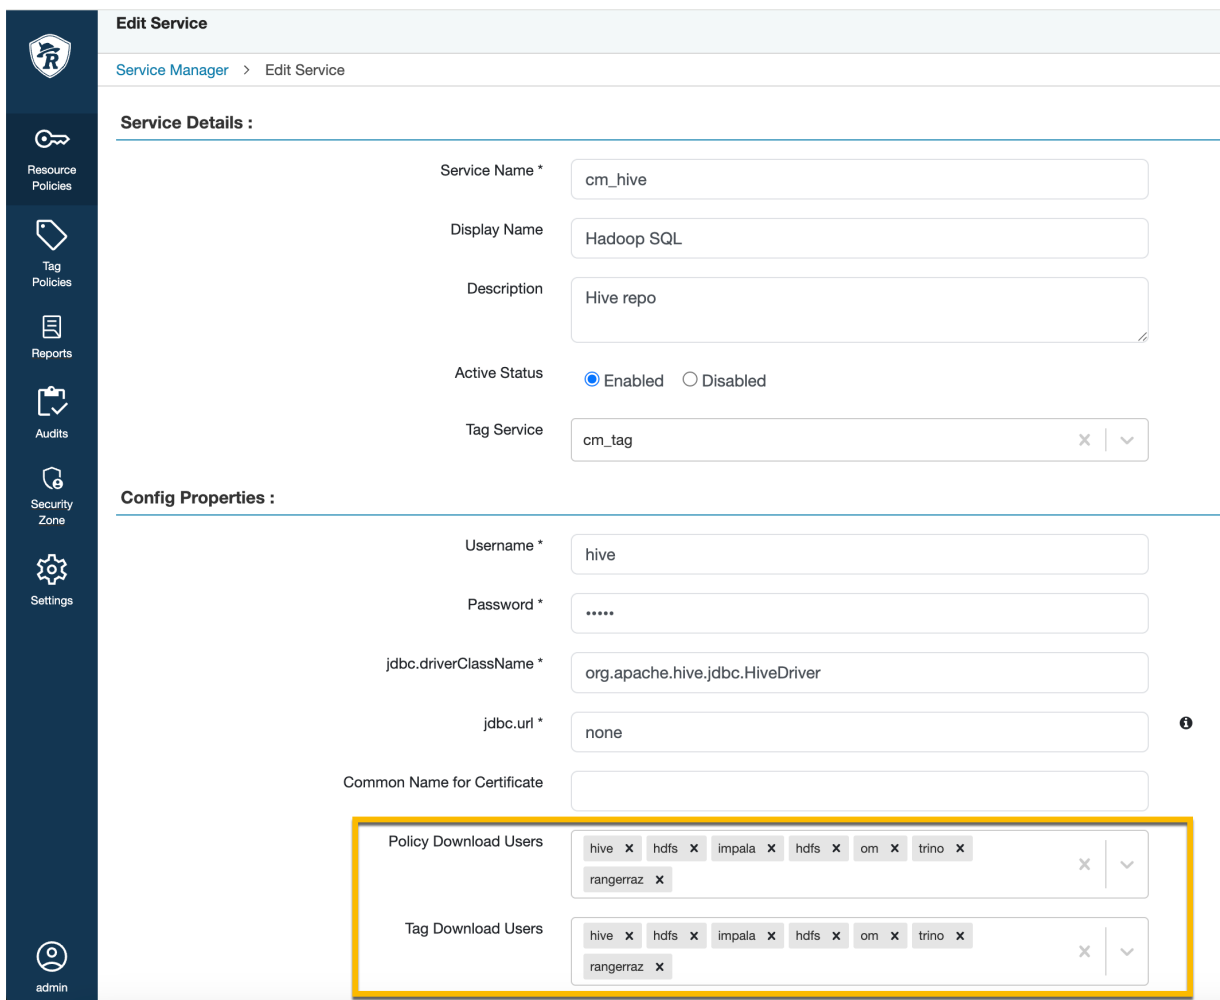 Edit Service
Service Manager > Edit Service
Service Details :
Service Name *
cm_hive
Display Name
Hadoop SQL
Description
Hive repo
Active Status
Enabled Disabled
Tag Service
cm_tag
Config Properties :
Username *
hive
Password *
•••••
jdbc.driverClassName *
org.apache.hive.jdbc.HiveDriver
jdbc.url *
none
Common Name for Certificate
Policy Download Users
hive hdfs impala hdfs om trino
rangerraz
Tag Download Users
hive hdfs impala hdfs om trino
rangerraz
R
Resource
Policies
Tag
Policies
Reports
Audits
Security
Zone
Settings
admin